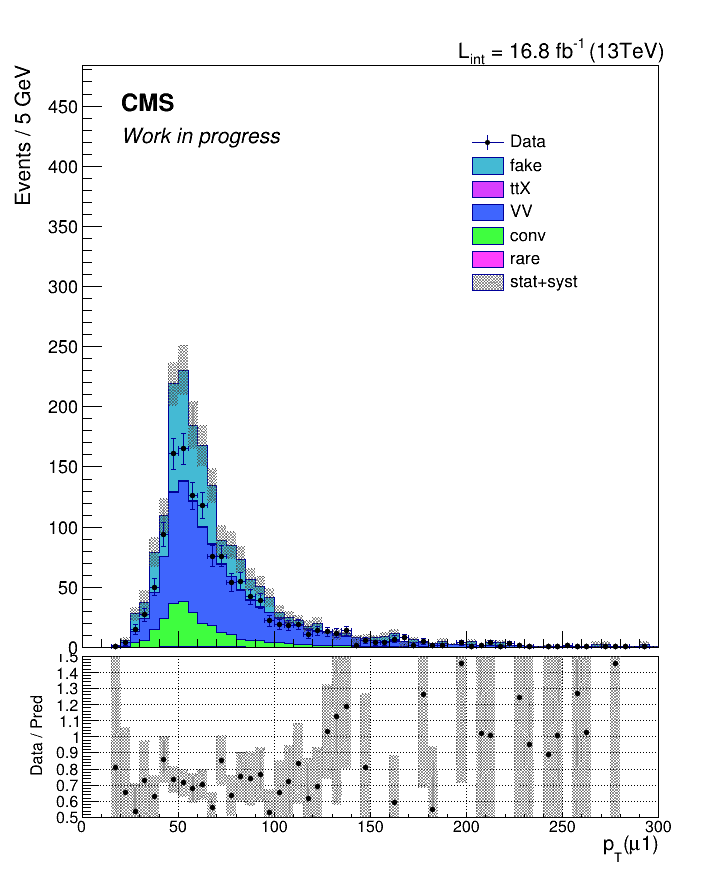 L_int = 16.8 fb^-1 (13TeV)
CMS
Work in progress
Events / 5 GeV
450
400
350
300
250
200
150
100
50
0
Data
fake
ttX
VV
conv
rare
stat+syst
Data / Pred
1.5
1.4
1.3
1.2
1.1
1
0.9
0.8
0.7
0.6
0.5
0 50 100 150 200 250 300
p_T(μ1)